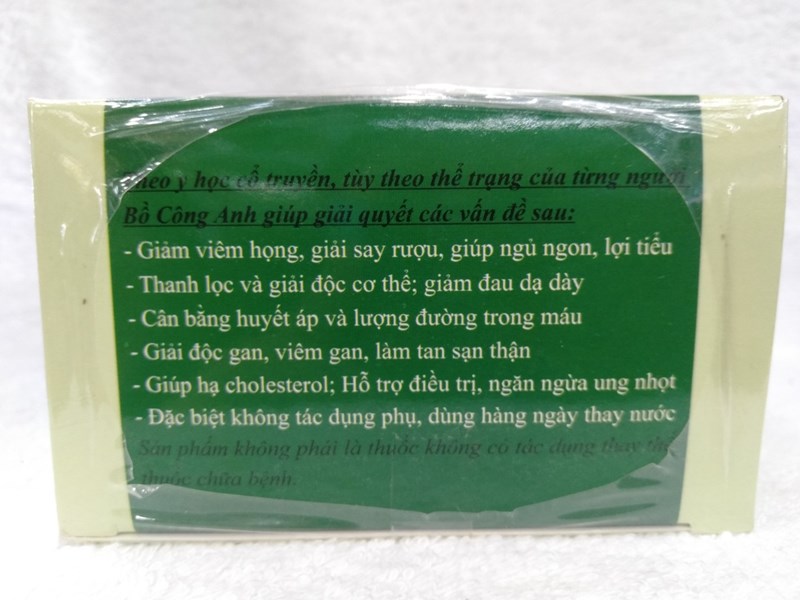 Theo y học cổ truyền, tùy theo thể trạng của từng người
Bồ Công Anh giúp giải quyết các vấn đề sau:
- Giảm viêm họng, giải say rượu, giúp ngủ ngon, lợi tiểu
- Thanh lọc và giải độc cơ thể; giảm đau dạ dày
- Cân bằng huyết áp và lượng đường trong máu
- Giải độc gan, viêm gan, làm tan sạn thận
- Giúp hạ cholesterol; Hỗ trợ điều trị, ngăn ngừa ung nhọt
- Đặc biệt không tác dụng phụ, dùng hàng ngày thay nước
Sản phẩm không phải là thuốc không có tác dụng thay thế
thuốc chữa bệnh.